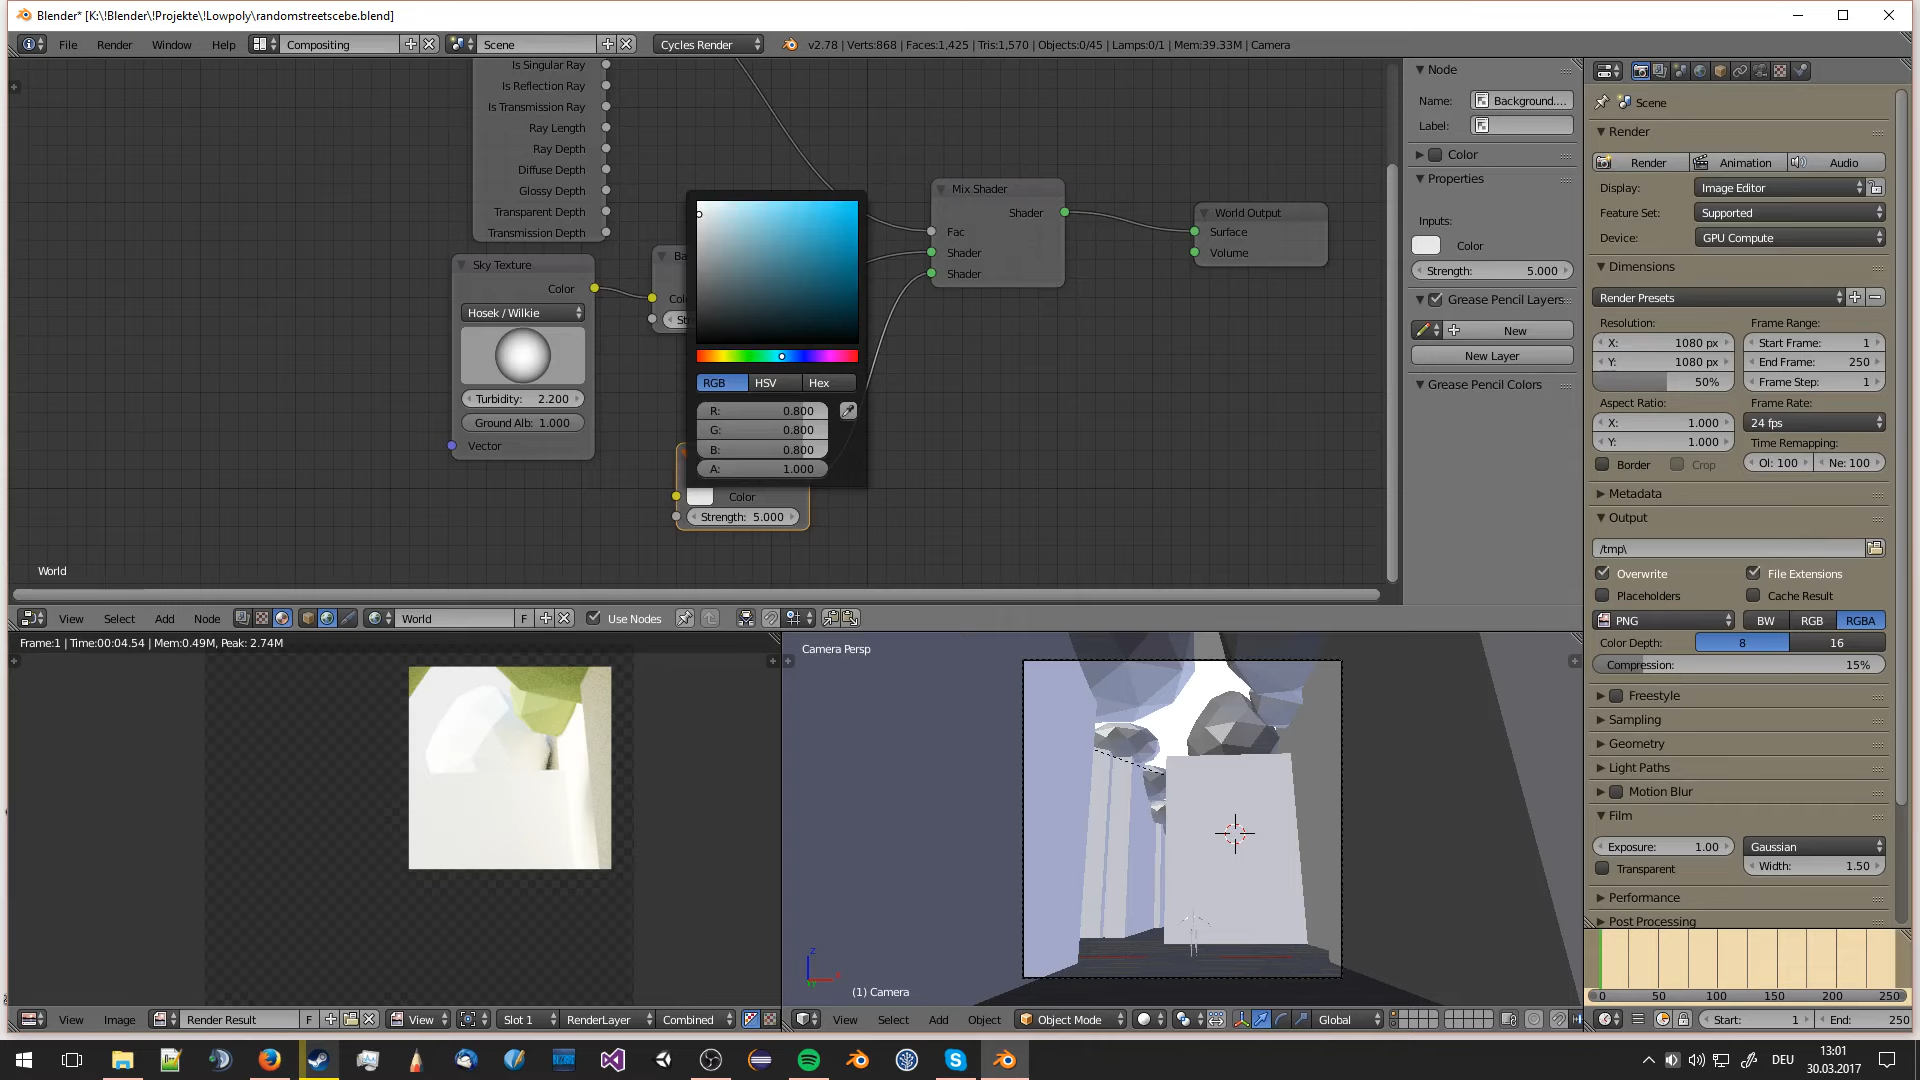 Blender* [K:\!Blender\!Projekte\!Lowpoly\randomstreetscebe.blend]
File Render Window Help Compositing Scene Cycles Render v2.78 | Verts:868 | Faces:1,425 | Tris:1,570 | Objects:0/45 | Lamps:0/1 | Mem:39.33M | Camera
Is Singular Ray
Is Reflection Ray
Is Transmission Ray
Ray Length
Ray Depth
Diffuse Depth
Glossy Depth
Transparent Depth
Transmission Depth
Sky Texture
Color
Hosek / Wilkie
Turbidity: 2.200
Ground Alb: 1.000
Vector
RGB HSV Hex
R: 0.800
G: 0.800
B: 0.800
A: 1.000
Color
Strength: 5.000
Mix Shader
Shader
Fac
Shader
Shader
World Output
Surface
Volume
World
Node
Name: Background....
Label:
Color
Properties
Inputs:
Color
Strength: 5.000
Grease Pencil Layers
New
New Layer
Grease Pencil Colors
Scene
Render
Render Animation Audio
Display: Image Editor
Feature Set: Supported
Device: GPU Compute
Dimensions
Render Presets
Resolution: Frame Range:
X: 1080 px Start Frame: 1
Y: 1080 px End Frame: 250
50% Frame Step: 1
Aspect Ratio: Frame Rate:
X: 1.000 24 fps
Y: 1.000 Time Remapping:
Border Crop Ol: 100 Ne: 100
Metadata
Output
/tmp\
Overwrite File Extensions
Placeholders Cache Result
PNG BW RGB RGBA
Color Depth: 8 16
Compression: 15%
Freestyle
Sampling
Geometry
Light Paths
Motion Blur
Film
Exposure: 1.00 Gaussian
Transparent Width: 1.50
Performance
Post Processing
0 50 100 150 200 250
Start: 1 End: 250
View Select Add Node World F Use Nodes
Frame:1 | Time:00:04.54 | Mem:0.49M, Peak: 2.74M
Camera Persp
(1) Camera
View Image Render Result F View Slot 1 RenderLayer Combined
View Select Add Object Object Mode Global
DEU 13:01
30.03.2017